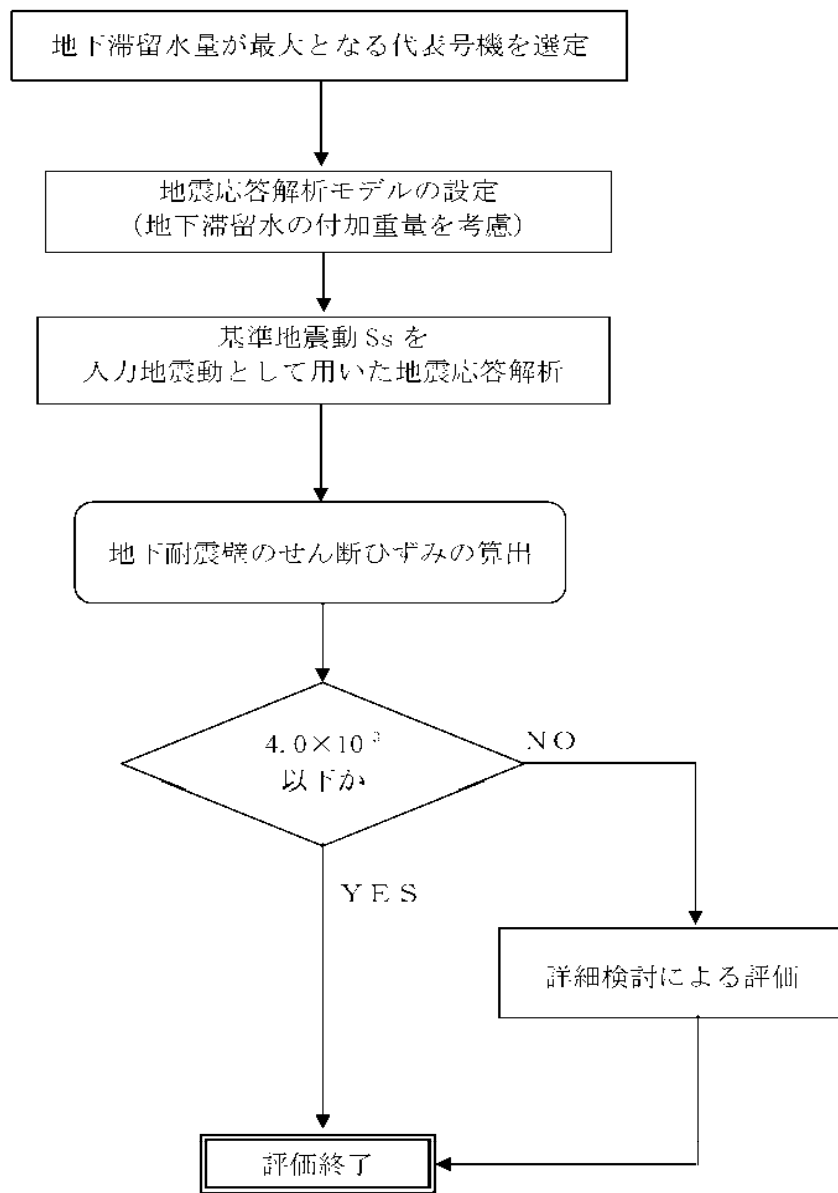 地下滞留水量が最大となる代表号機を選定
地震応答解析モデルの設定
（地下滞留水の付加重量を考慮）
基準地震動 Ss を
入力地震動として用いた地震応答解析
地下耐震壁のせん断ひずみの算出
4.0×10⁻³
以下か
NO
YES
詳細検討による評価
評価終了